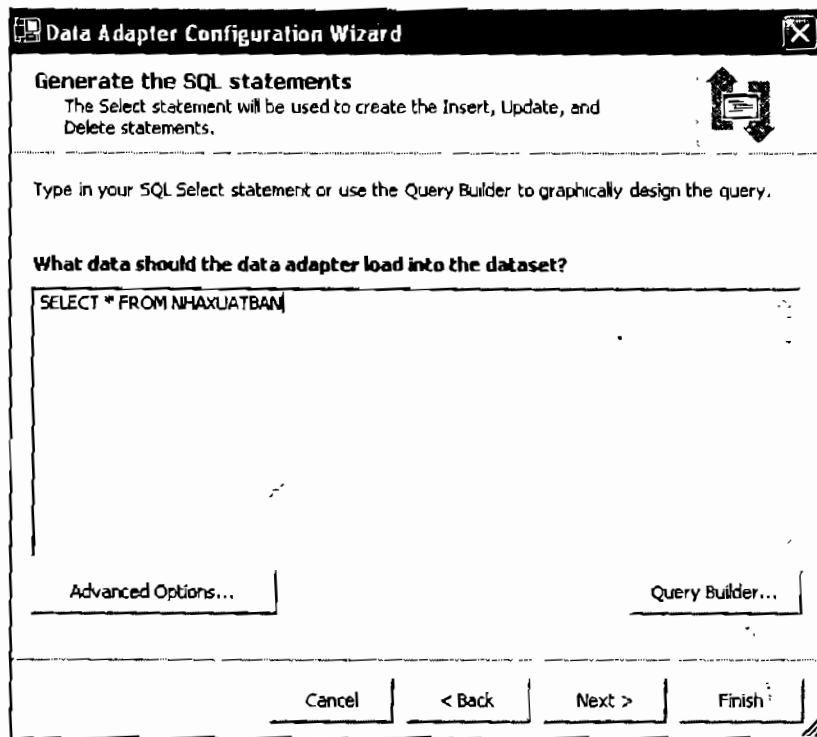 Data Adapter Configuration Wizard
Generate the SQL statements
The Select statement will be used to create the Insert, Update, and
Delete statements.
Type in your SQL Select statement or use the Query Builder to graphically design the query.
What data should the data adapter load into the dataset?
SELECT * FROM NHAXUATBAN
Advanced Options... Query Builder...
Cancel < Back Next > Finish